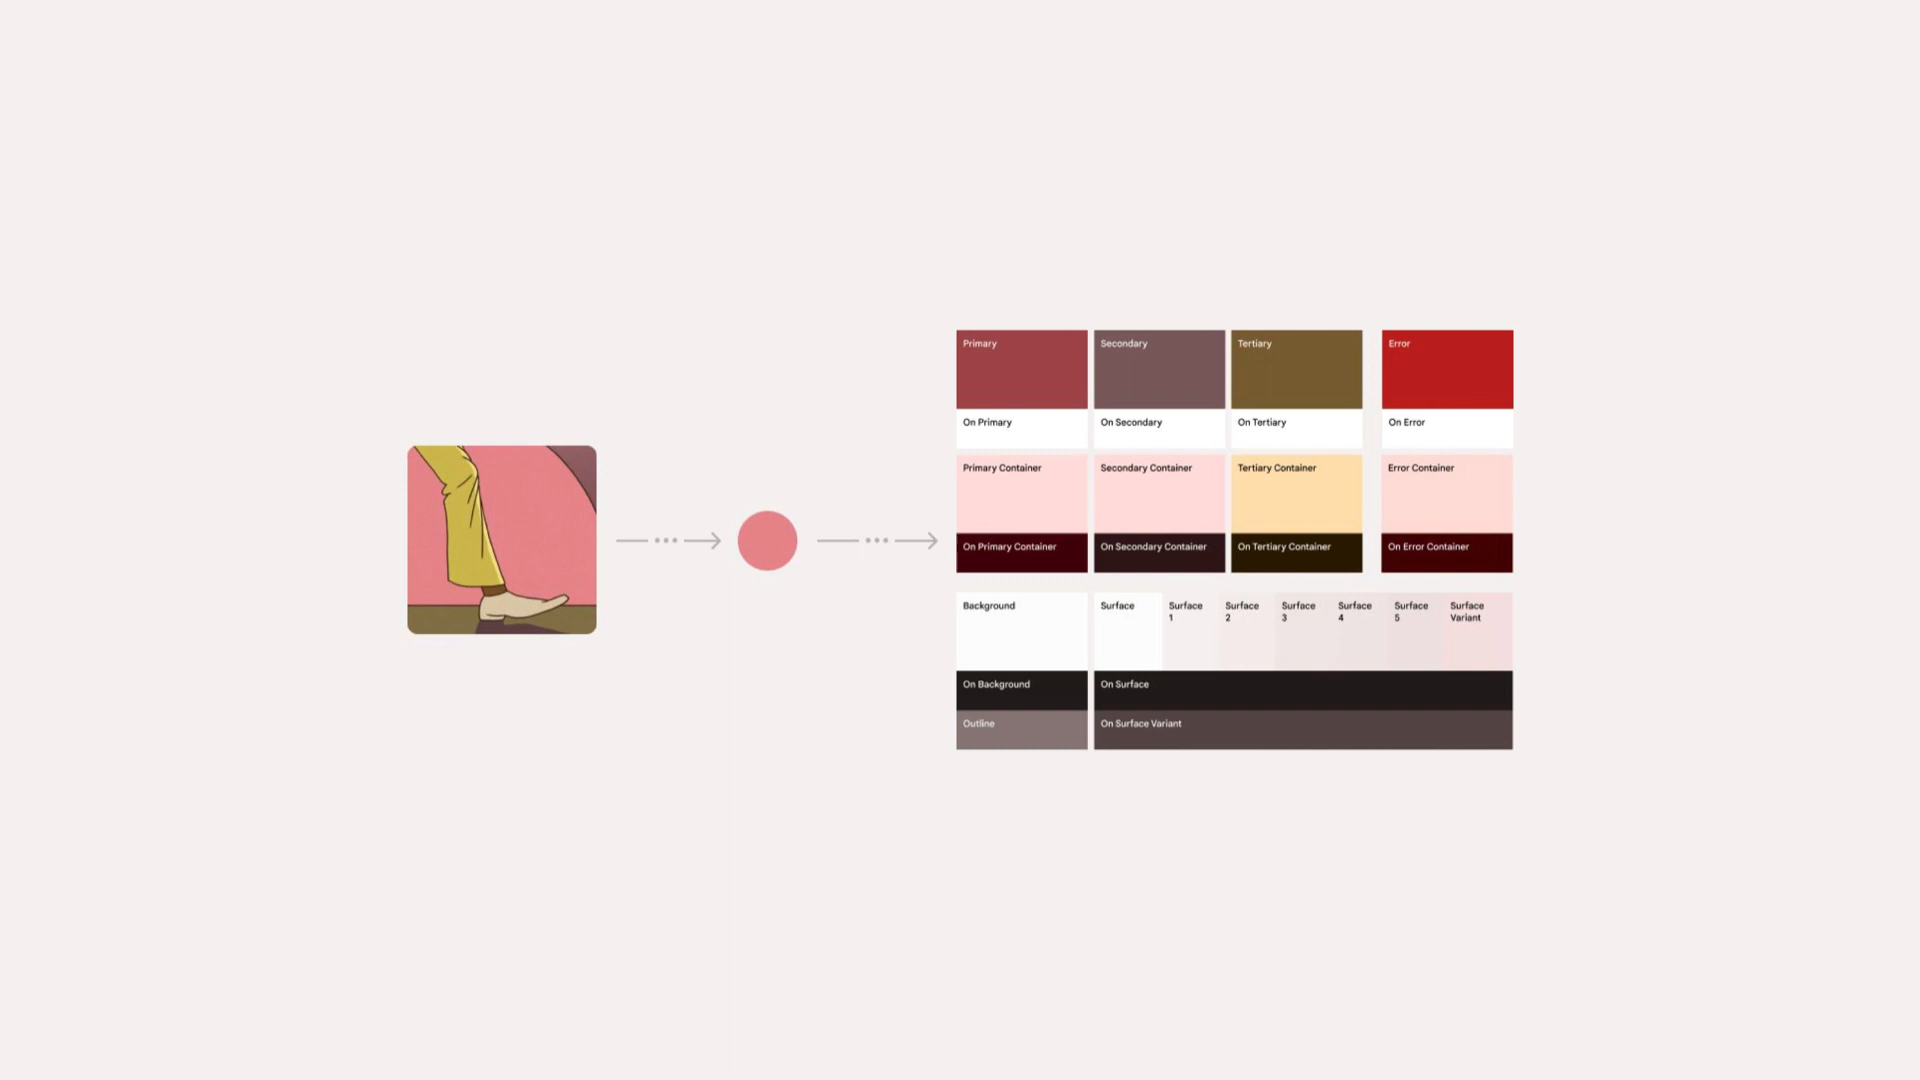 Primary
Secondary
Tertiary
Error
On Primary
On Secondary
On Tertiary
On Error
Primary Container
Secondary Container
Tertiary Container
Error Container
On Primary Container
On Secondary Container
On Tertiary Container
On Error Container
Background
Surface
Surface
1
Surface
2
Surface
3
Surface
4
Surface
5
Surface
Variant
On Background
On Surface
Outline
On Surface Variant